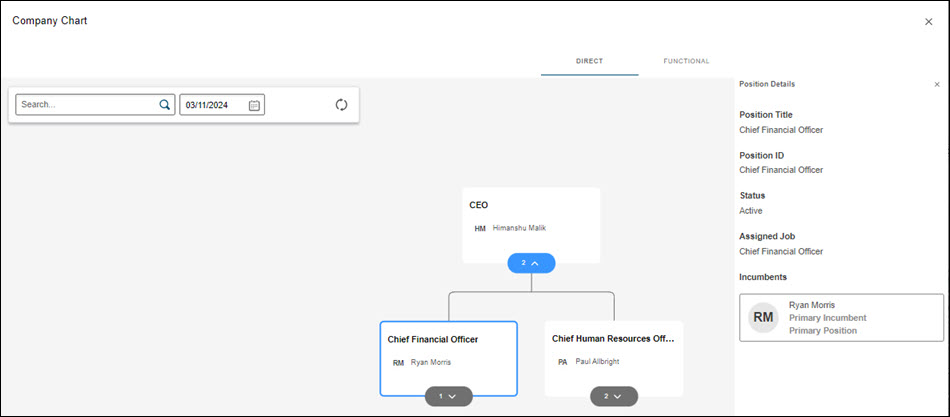 Company Chart
DIRECT
FUNCTIONAL
Search...
03/11/2024
CEO
HM Himanshu Malik
2
Chief Financial Officer
RM Ryan Morris
1
Chief Human Resources Off...
PA Paul Allbright
2
Position Details
Position Title
Chief Financial Officer
Position ID
Chief Financial Officer
Status
Active
Assigned Job
Chief Financial Officer
Incumbents
RM
Ryan Morris
Primary Incumbent
Primary Position